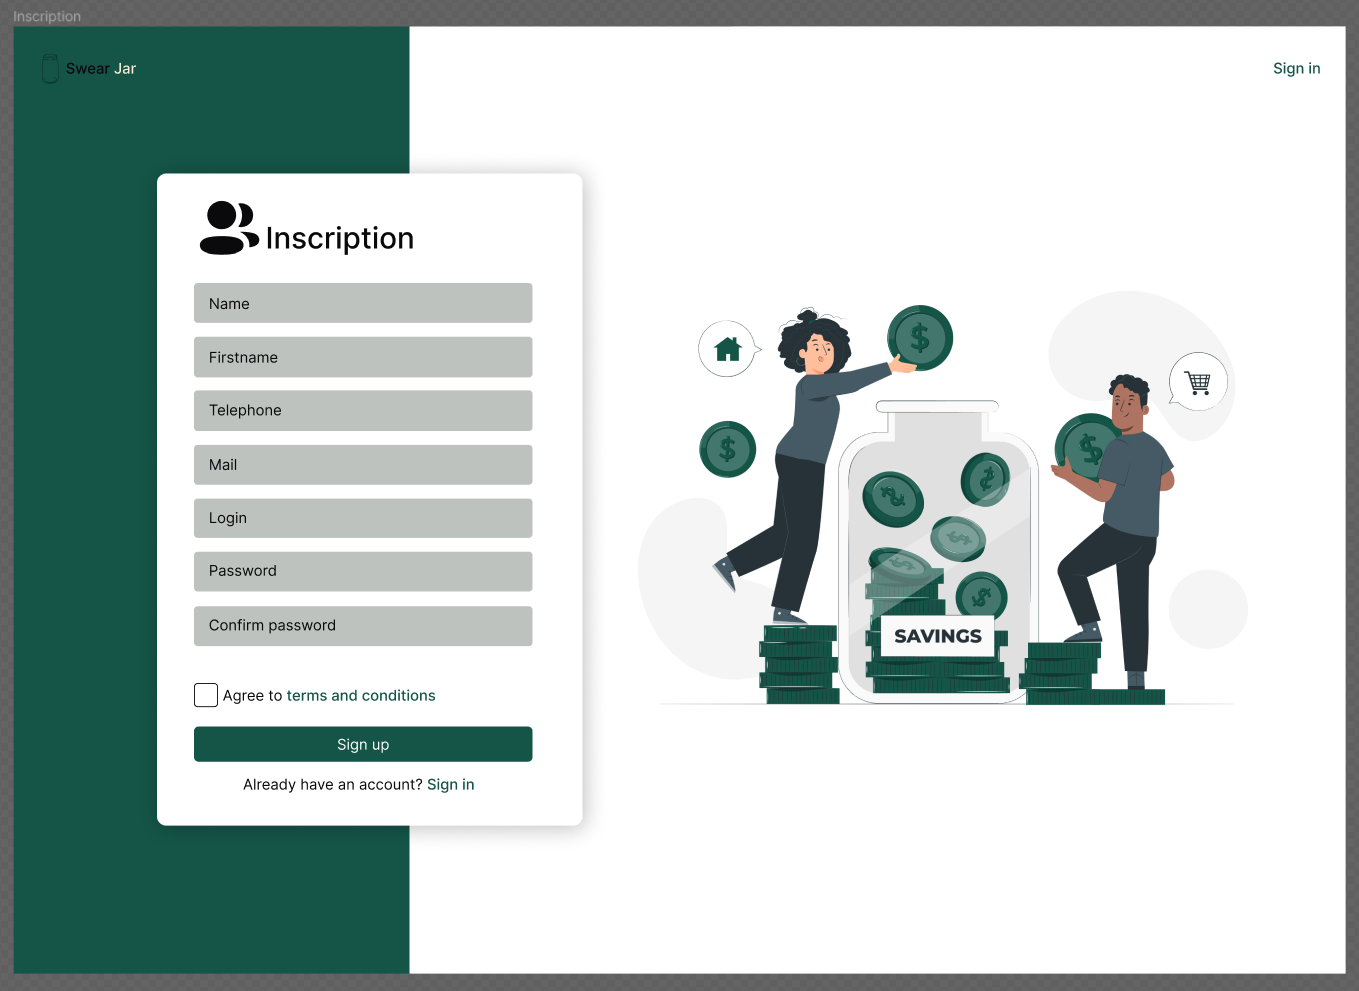 Inscription
Swear Jar
Sign in
Inscription
Name
Firstname
Telephone
Mail
Login
Password
Confirm password
Agree to terms and conditions
Sign up
Already have an account? Sign in
$
$
$
$
$
$
$
$
SAVINGS